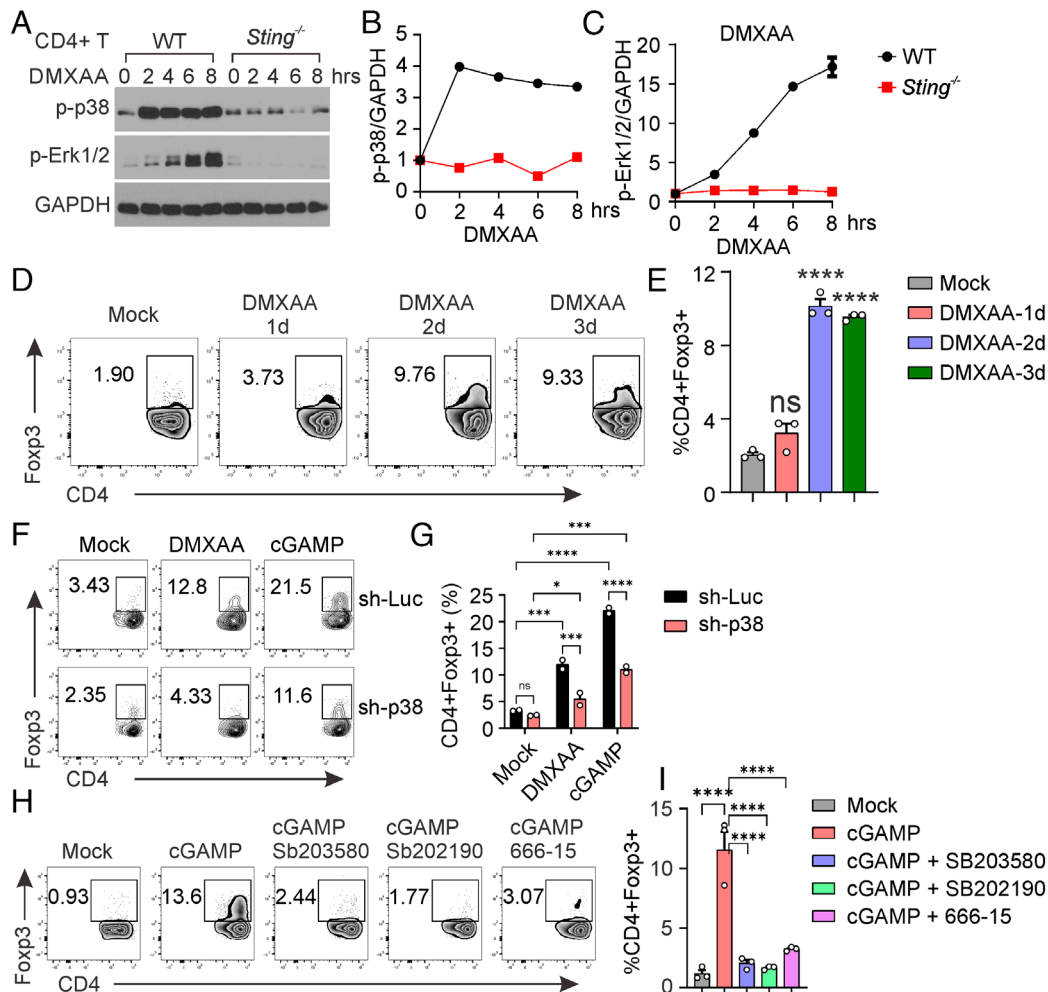 A
CD4+ T
WT
Sting-/-
DMXAA 0 2 4 6 8 0 2 4 6 8 hrs
p-p38
p-Erk1/2
GAPDH
B
p-p38/GAPDH
5
4
3
2
1
0
0 2 4 6 8 hrs
DMXAA
C
DMXAA
p-Erk1/2/GAPDH
20
15
10
5
0
0 2 4 6 8 hrs
DMXAA
WT
Sting-/-
D
Mock
DMXAA 1d
DMXAA 2d
DMXAA 3d
1.90
3.73
9.76
9.33
Foxp3
CD4
E
%CD4+Foxp3+
12
8
4
0
ns
****
****
Mock
DMXAA-1d
DMXAA-2d
DMXAA-3d
F
Mock
DMXAA
cGAMP
3.43
12.8
21.5
sh-Luc
2.35
4.33
11.6
sh-p38
Foxp3
CD4
G
CD4+Foxp3+ (%)
25
20
15
10
5
0
***
****
*
****
***
***
ns
Mock
DMXAA
cGAMP
sh-Luc
sh-p38
H
Mock
cGAMP
cGAMP Sb203580
cGAMP Sb202190
cGAMP 666-15
0.93
13.6
2.44
1.77
3.07
Foxp3
CD4
I
%CD4+Foxp3+
15
10
5
0
****
****
****
****
Mock
cGAMP
cGAMP + SB203580
cGAMP + SB202190
cGAMP + 666-15